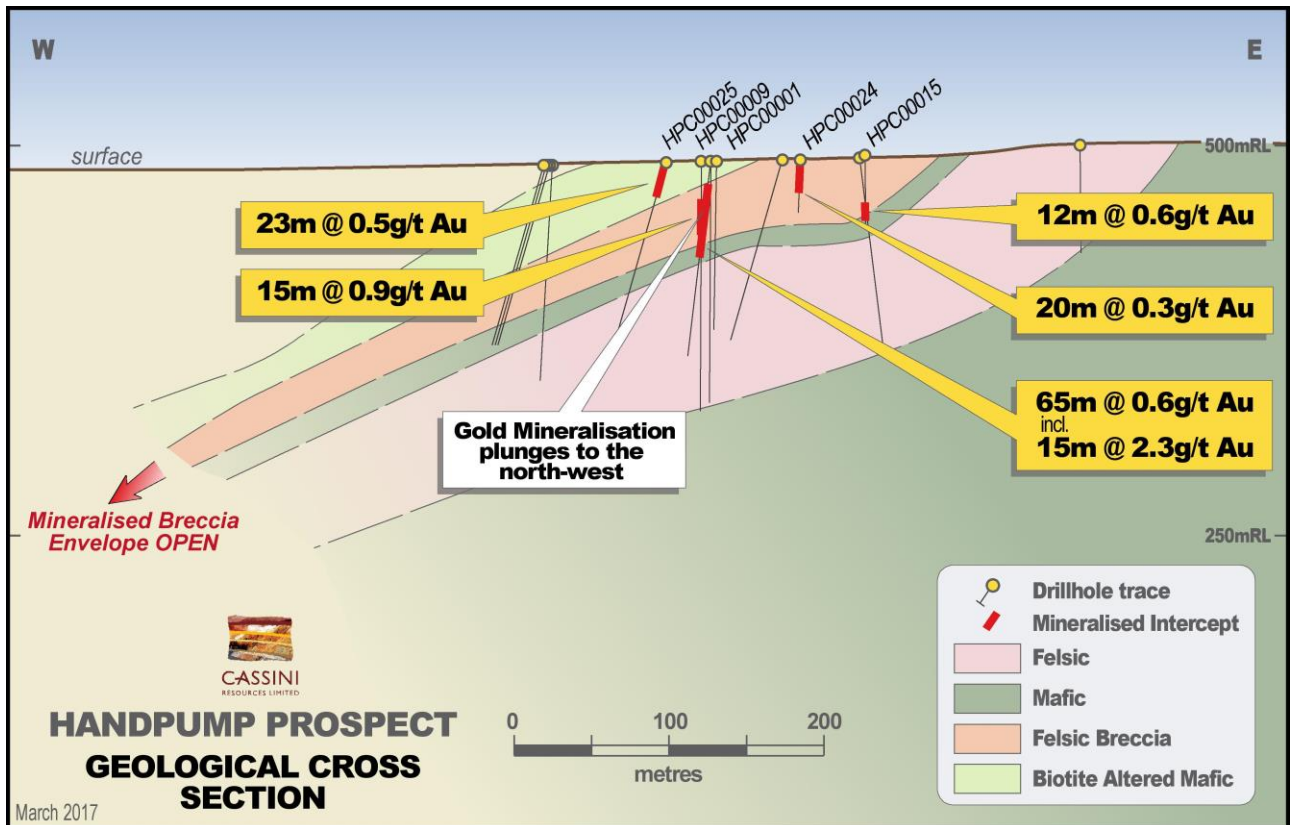 W
E
HPC00025
HPC00009
HPC00001
HPC00024
HPC00015
surface
500mRL
23m @ 0.5g/t Au
12m @ 0.6g/t Au
15m @ 0.9g/t Au
20m @ 0.3g/t Au
65m @ 0.6g/t Au
incl.
15m @ 2.3g/t Au
Gold Mineralisation
plunges to the
north-west
Mineralised Breccia
Envelope OPEN
250mRL
Drillhole trace
Mineralised Intercept
Felsic
Mafic
Felsic Breccia
Biotite Altered Mafic
CASSINI
RESOURCES LIMITED
HANDPUMP PROSPECT
GEOLOGICAL CROSS
SECTION
0 100 200
metres
March 2017